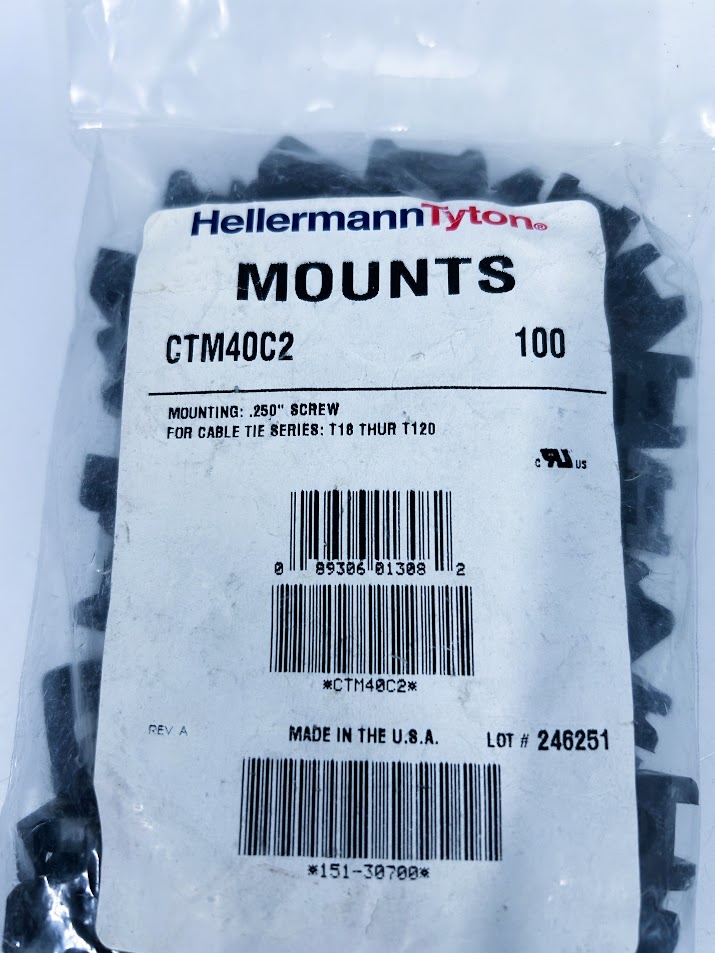 HellermannTyton®
MOUNTS
CTM40C2 100
MOUNTING: .250" SCREW
FOR CABLE TIE SERIES: T18 THUR T120
C RU US
0 89306 01308 2
*CTM40C2*
REV A MADE IN THE U.S.A. LOT # 246251
*151-30700*